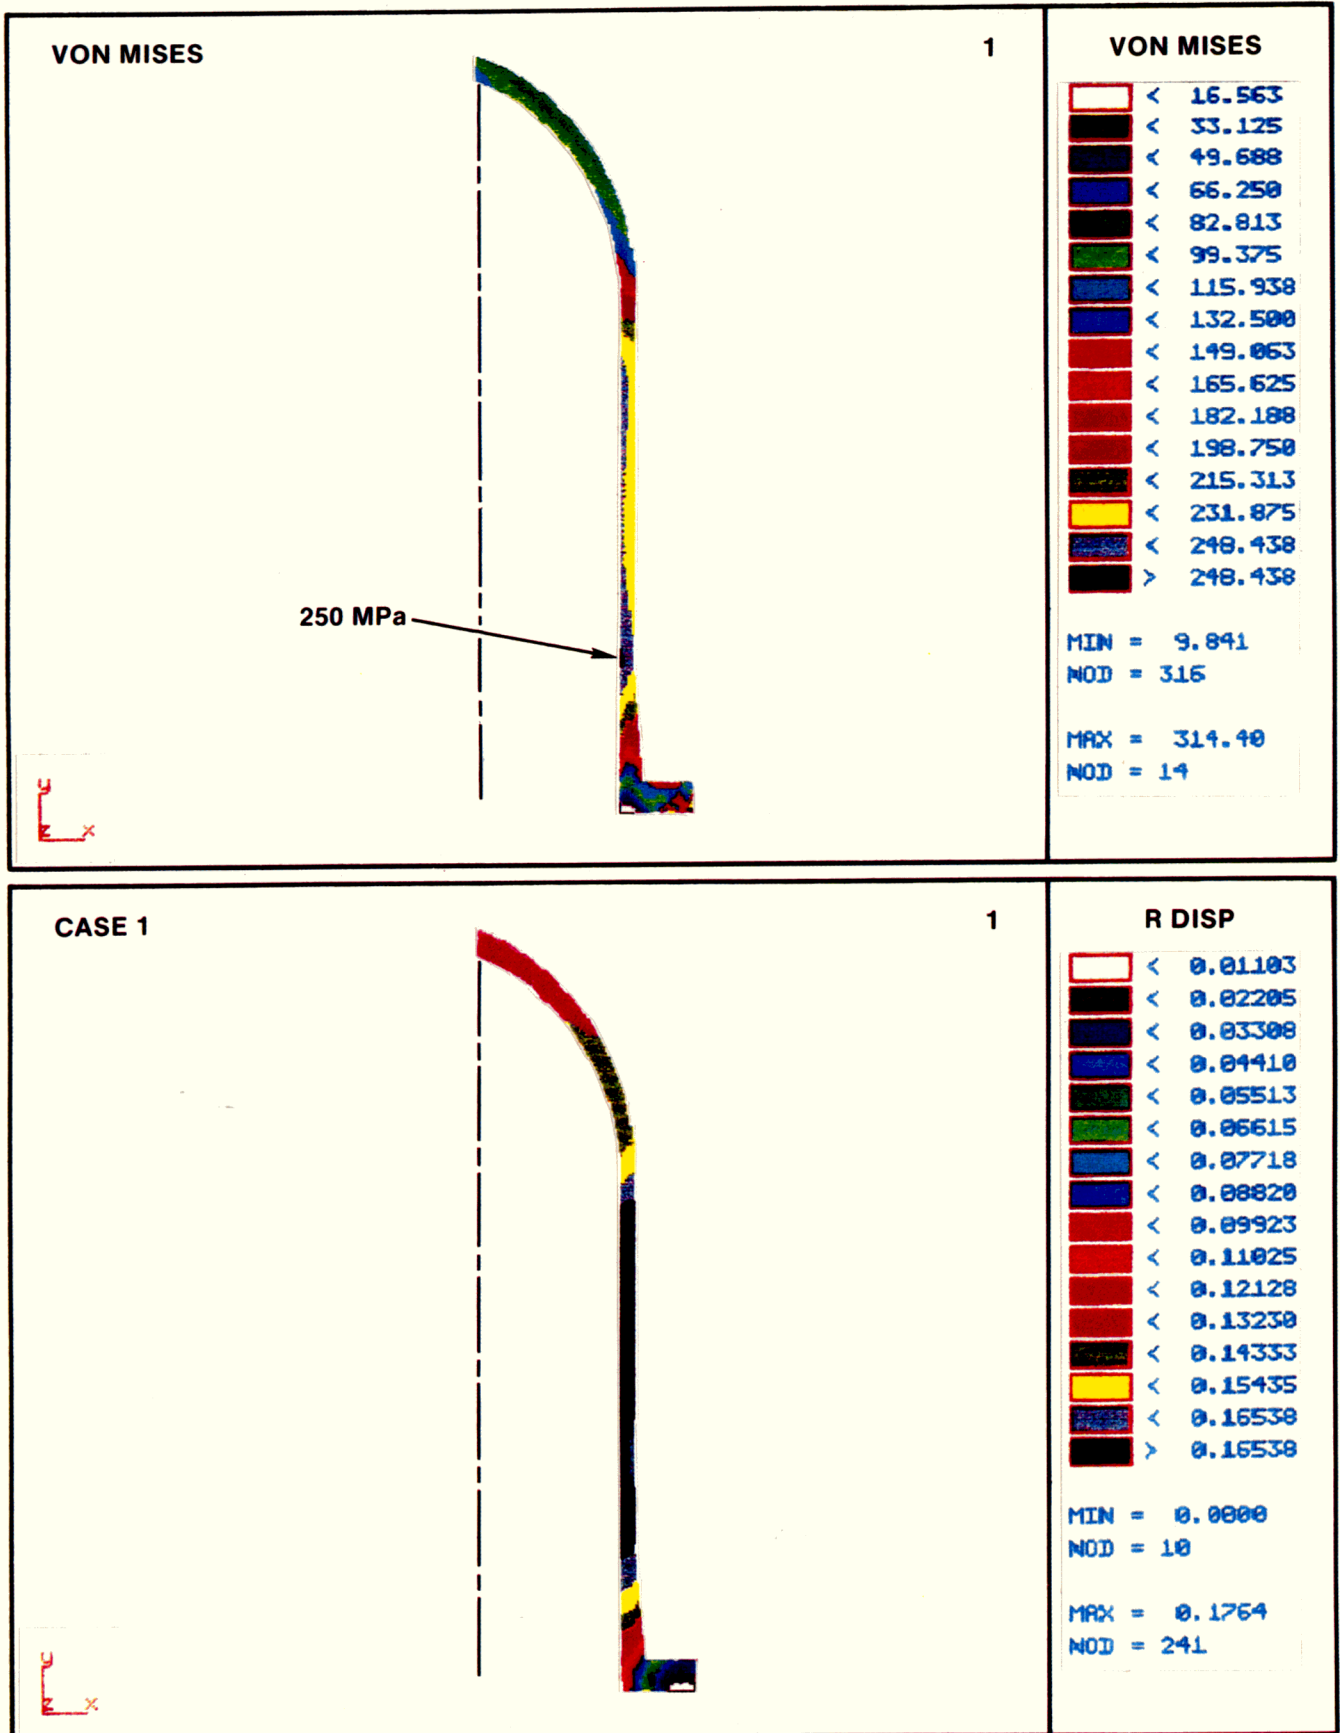 VON MISES
1
250 MPa
y
z x
VON MISES
< 16.563
< 33.125
< 49.688
< 66.250
< 82.813
< 99.375
< 115.938
< 132.500
< 149.063
< 165.625
< 182.188
< 198.750
< 215.313
< 231.875
< 248.438
> 248.438
MIN = 9.841
NOD = 316
MAX = 314.40
NOD = 14
CASE 1
1
y
z x
R DISP
< 0.01103
< 0.02205
< 0.03308
< 0.04410
< 0.05513
< 0.06615
< 0.07718
< 0.08820
< 0.09923
< 0.11025
< 0.12128
< 0.13230
< 0.14333
< 0.15435
< 0.16538
> 0.16538
MIN = 0.0000
NOD = 10
MAX = 0.1764
NOD = 241